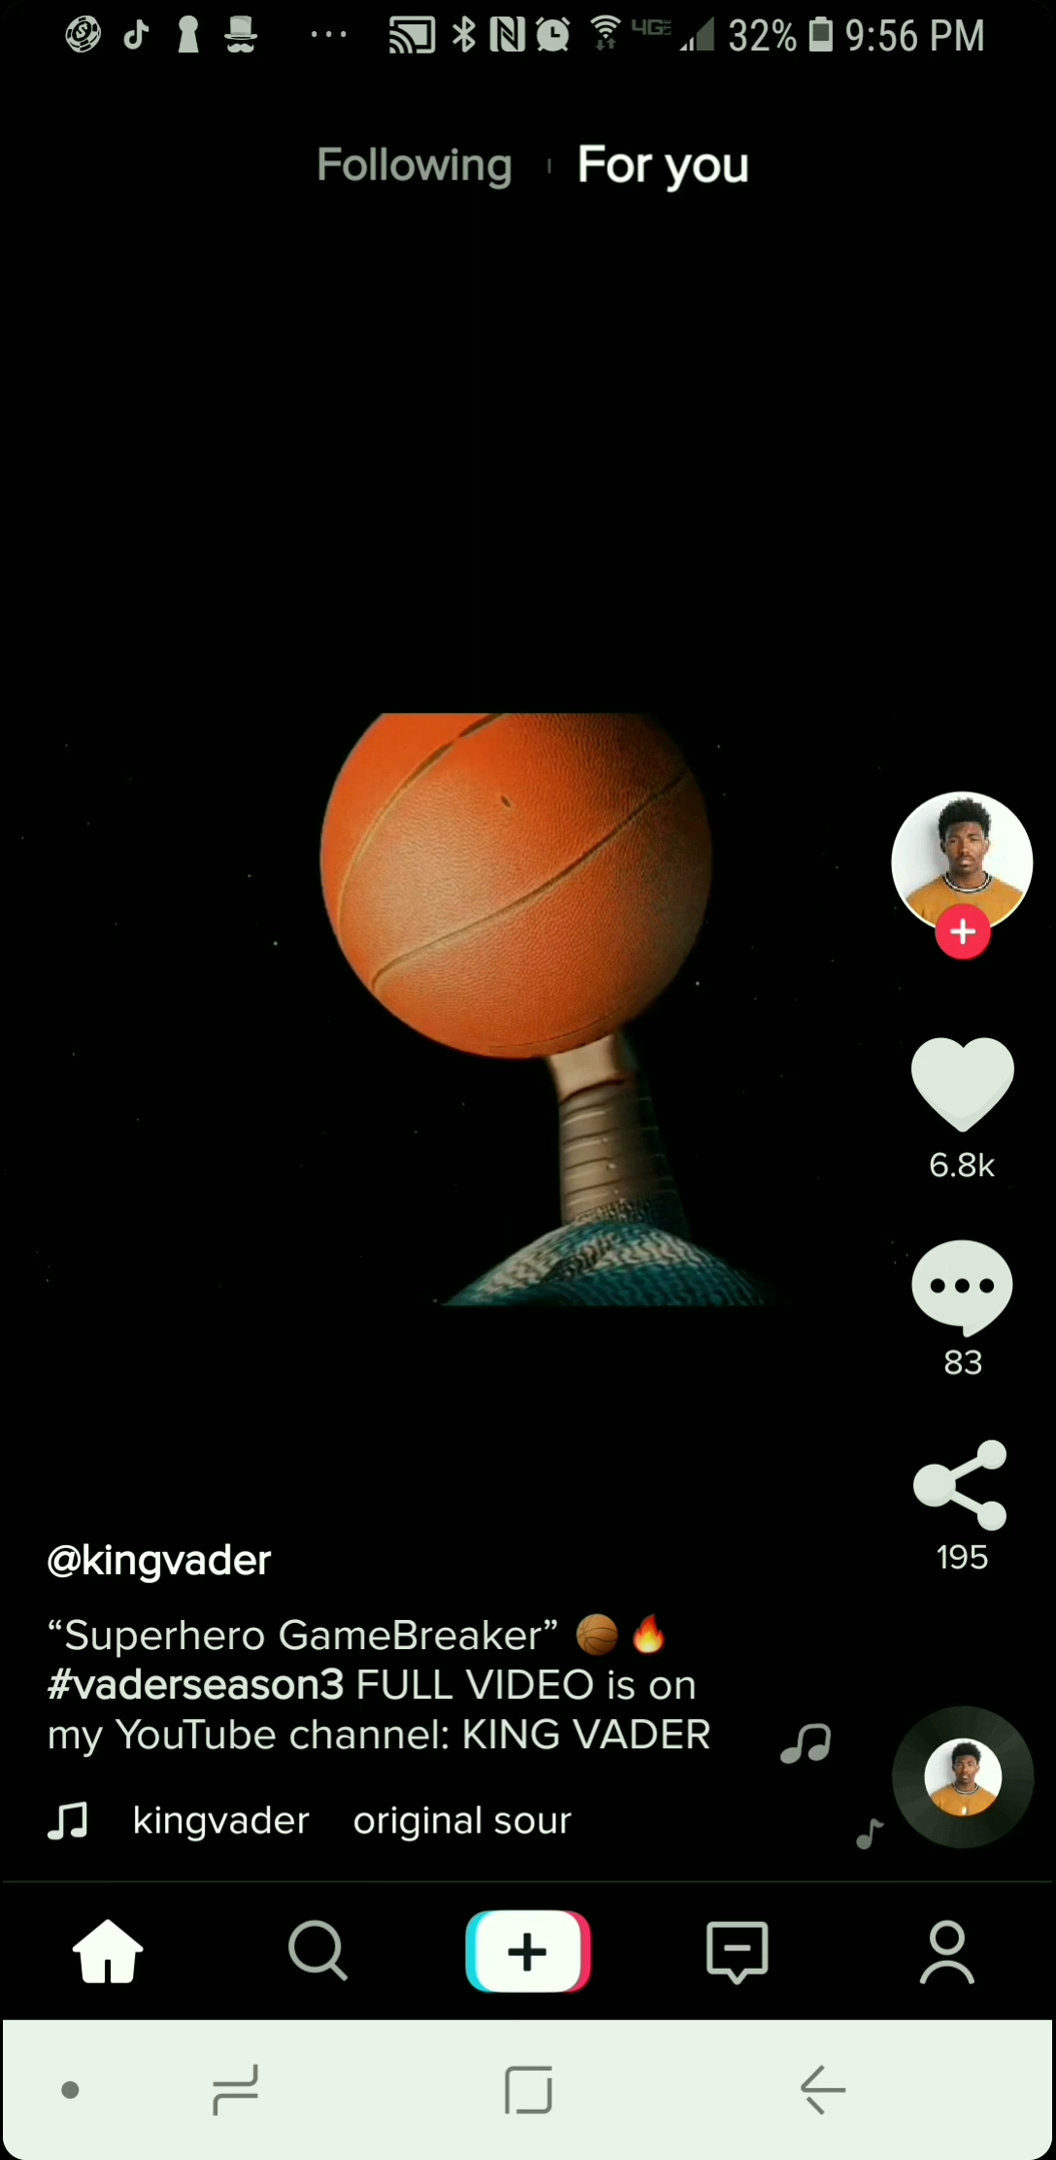 32% 9:56 PM
Following For you
6.8k
83
195
@kingvader
“Superhero GameBreaker” 🏀🔥
#vaderseason3 FULL VIDEO is on
my YouTube channel: KING VADER
kingvader original sour